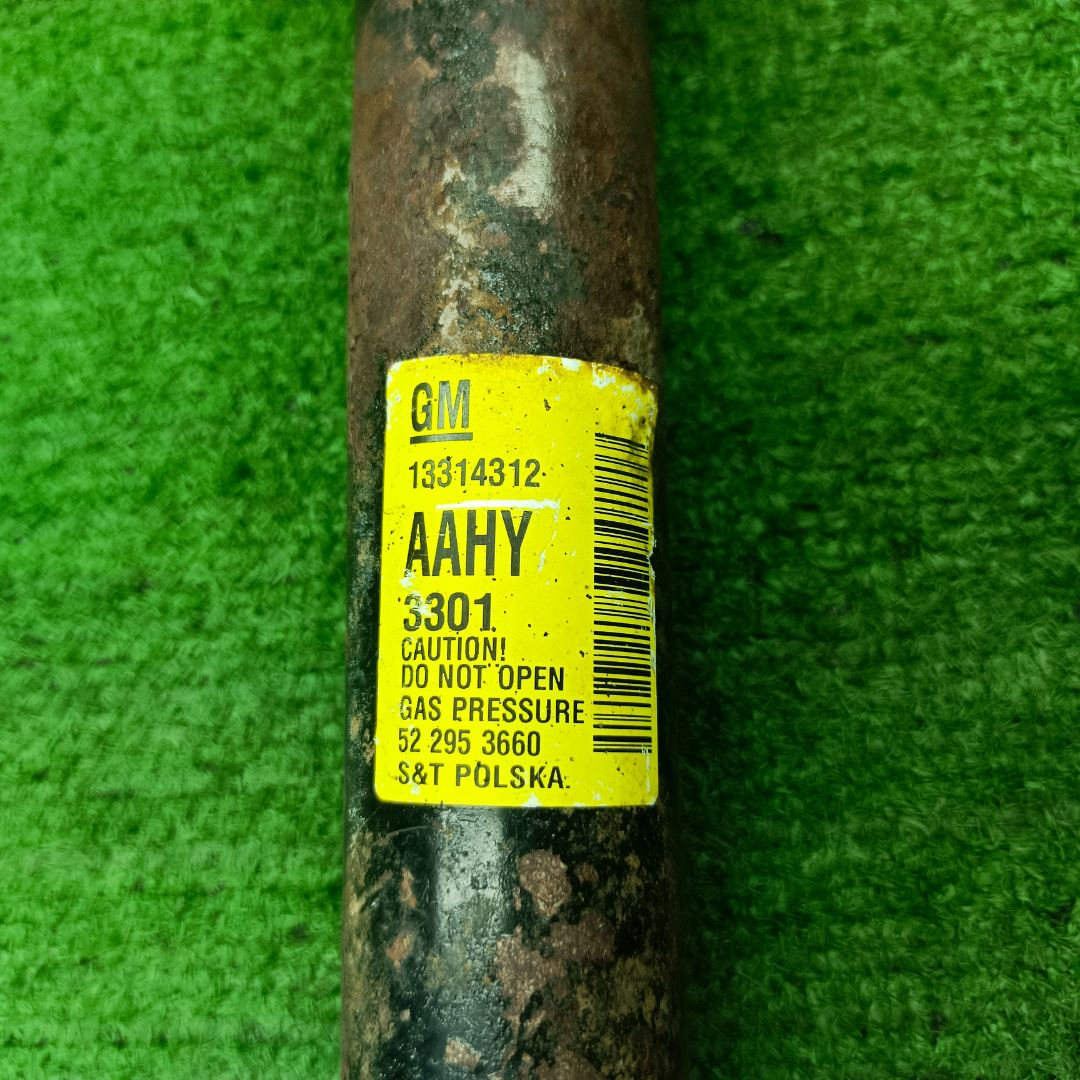 GM
13314312
AAHY
3301
CAUTION!
DO NOT OPEN
GAS PRESSURE
52 295 3660
S&T POLSKA